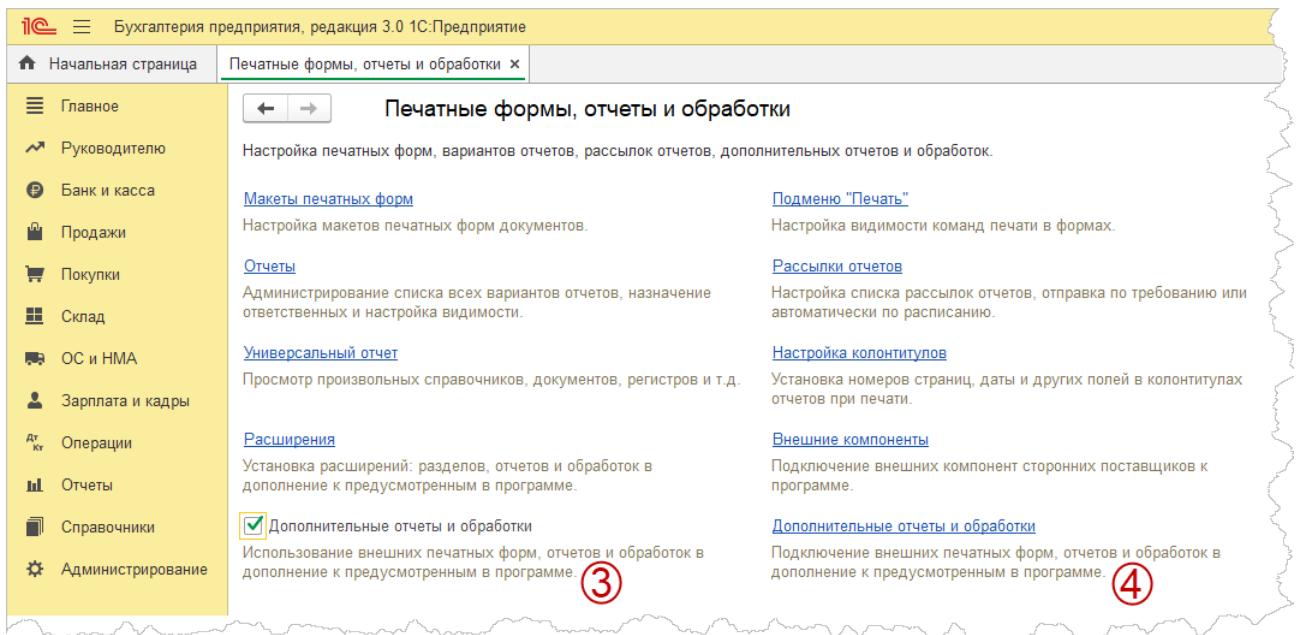 1С Бухгалтерия предприятия, редакция 3.0 1С:Предприятие
Начальная страница Печатные формы, отчеты и обработки ×
Главное
Руководителю
Банк и касса
Продажи
Покупки
Склад
ОС и НМА
Зарплата и кадры
Дт Кт Операции
Отчеты
Справочники
Администрирование
Печатные формы, отчеты и обработки
Настройка печатных форм, вариантов отчетов, рассылок отчетов, дополнительных отчетов и обработок.
Макеты печатных форм
Настройка макетов печатных форм документов.
Подменю "Печать"
Настройка видимости команд печати в формах.
Отчеты
Администрирование списка всех вариантов отчетов, назначение
ответственных и настройка видимости.
Рассылки отчетов
Настройка списка рассылок отчетов, отправка по требованию или
автоматически по расписанию.
Универсальный отчет
Просмотр произвольных справочников, документов, регистров и т.д.
Настройка колонтитулов
Установка номеров страниц, даты и других полей в колонтитулах
отчетов при печати.
Расширения
Установка расширений: разделов, отчетов и обработок в
дополнение к предусмотренным в программе.
Внешние компоненты
Подключение внешних компонент сторонних поставщиков к
программе.
Дополнительные отчеты и обработки
Использование внешних печатных форм, отчетов и обработок в
дополнение к предусмотренным в программе. 3
Дополнительные отчеты и обработки
Подключение внешних печатных форм, отчетов и обработок в
дополнение к предусмотренным в программе. 4